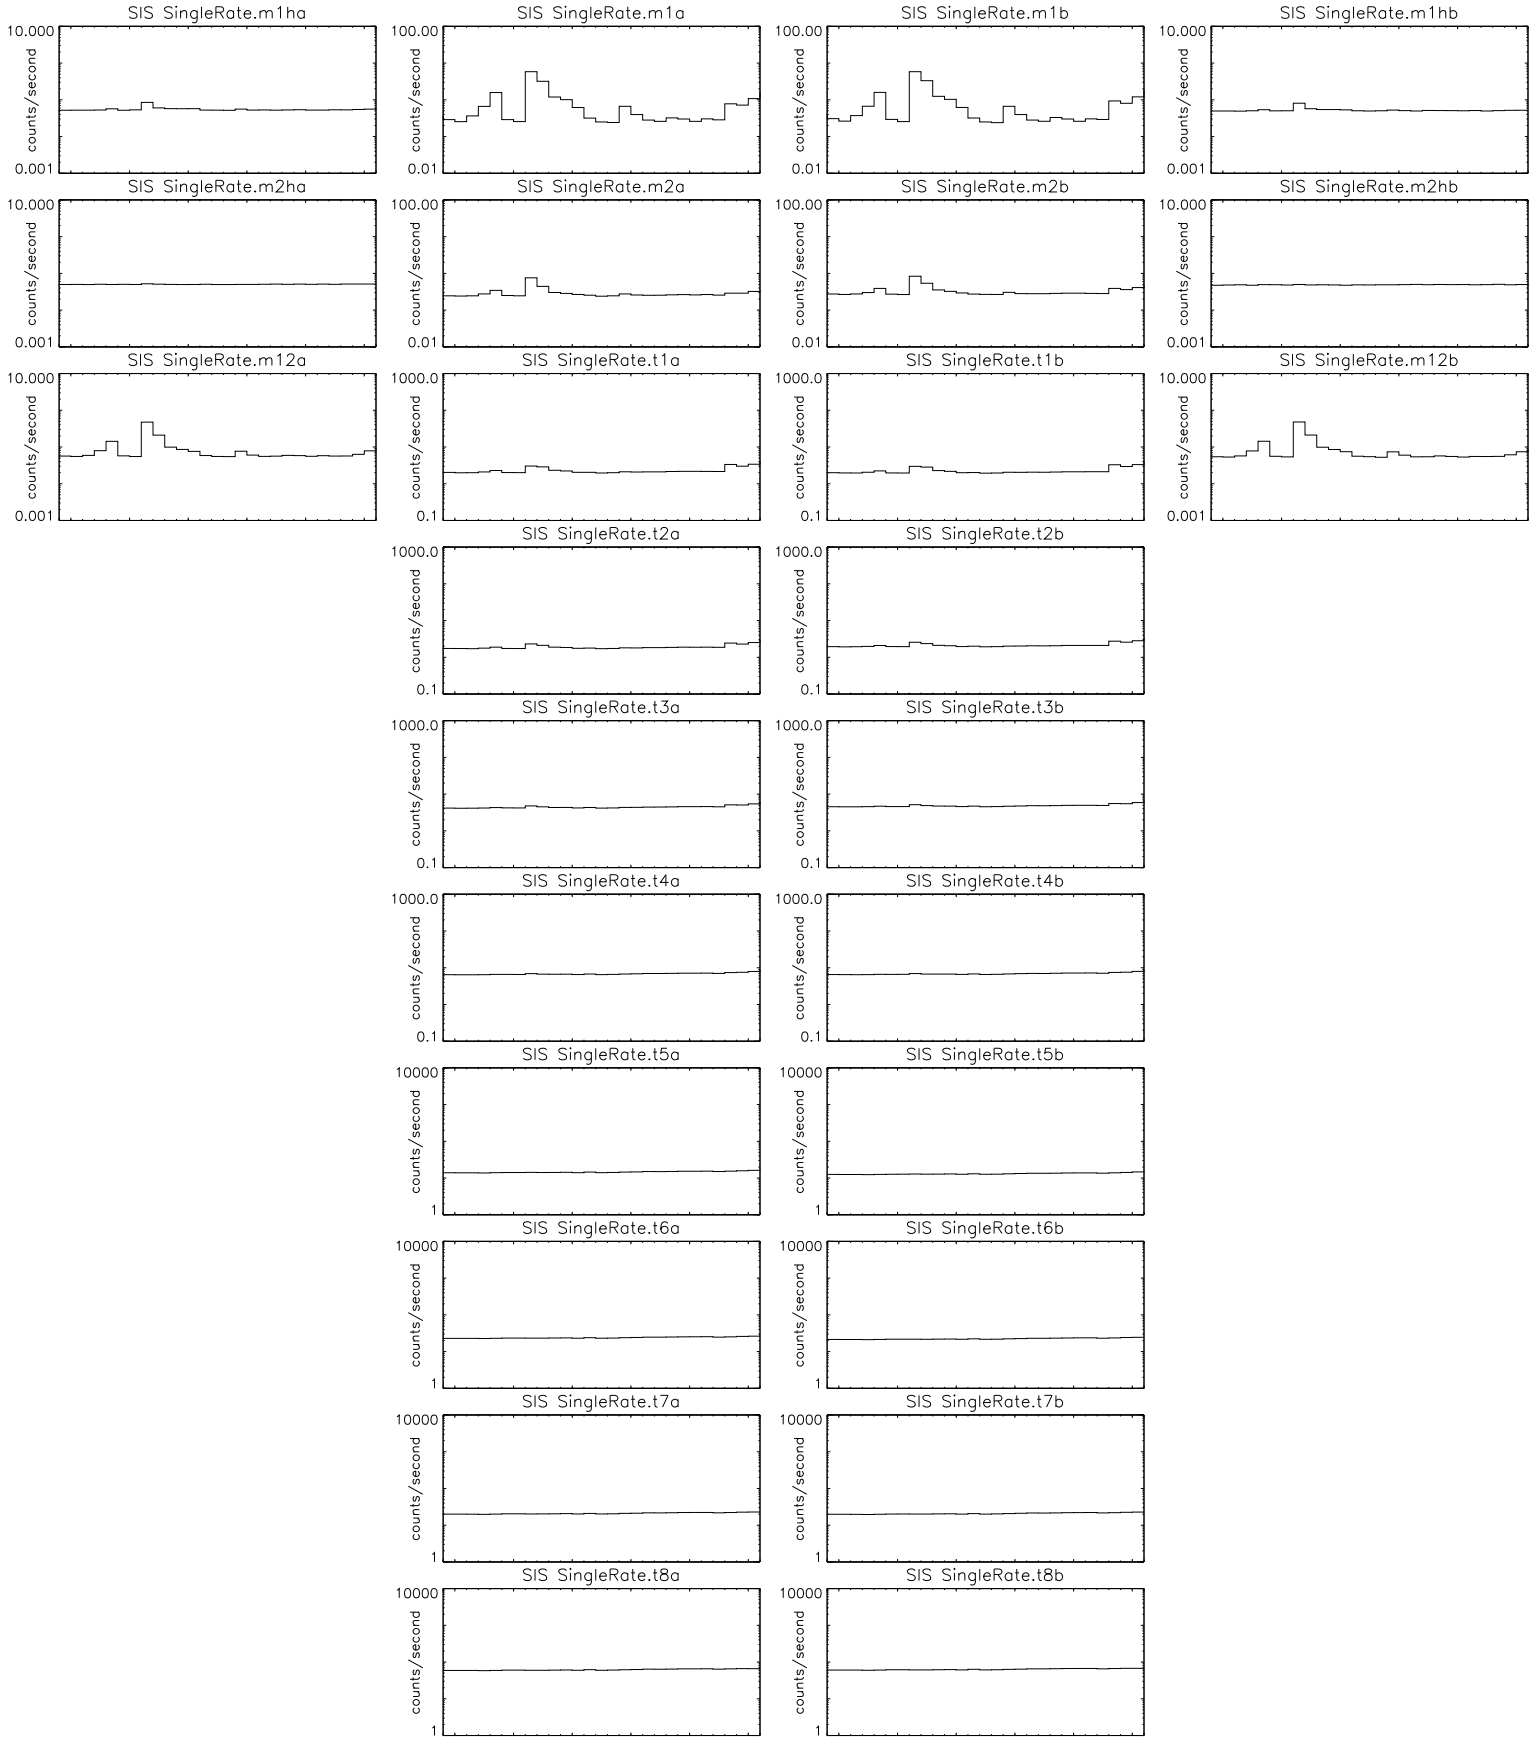 SIS SingleRate.m1ha
SIS SingleRate.m1a
SIS SingleRate.m1b
SIS SingleRate.m1hb
10.000
counts/second
0.001
100.00
counts/second
0.01
100.00
counts/second
0.01
10.000
counts/second
0.001
SIS SingleRate.m2ha
SIS SingleRate.m2a
SIS SingleRate.m2b
SIS SingleRate.m2hb
10.000
counts/second
0.001
100.00
counts/second
0.01
100.00
counts/second
0.01
10.000
counts/second
0.001
SIS SingleRate.m12a
SIS SingleRate.t1a
SIS SingleRate.t1b
SIS SingleRate.m12b
10.000
counts/second
0.001
1000.0
counts/second
0.1
1000.0
counts/second
0.1
10.000
counts/second
0.001
SIS SingleRate.t2a
SIS SingleRate.t2b
1000.0
counts/second
0.1
1000.0
counts/second
0.1
SIS SingleRate.t3a
SIS SingleRate.t3b
1000.0
counts/second
0.1
1000.0
counts/second
0.1
SIS SingleRate.t4a
SIS SingleRate.t4b
1000.0
counts/second
0.1
1000.0
counts/second
0.1
SIS SingleRate.t5a
SIS SingleRate.t5b
10000
counts/second
1
10000
counts/second
1
SIS SingleRate.t6a
SIS SingleRate.t6b
10000
counts/second
1
10000
counts/second
1
SIS SingleRate.t7a
SIS SingleRate.t7b
10000
counts/second
1
10000
counts/second
1
SIS SingleRate.t8a
SIS SingleRate.t8b
10000
counts/second
1
10000
counts/second
1